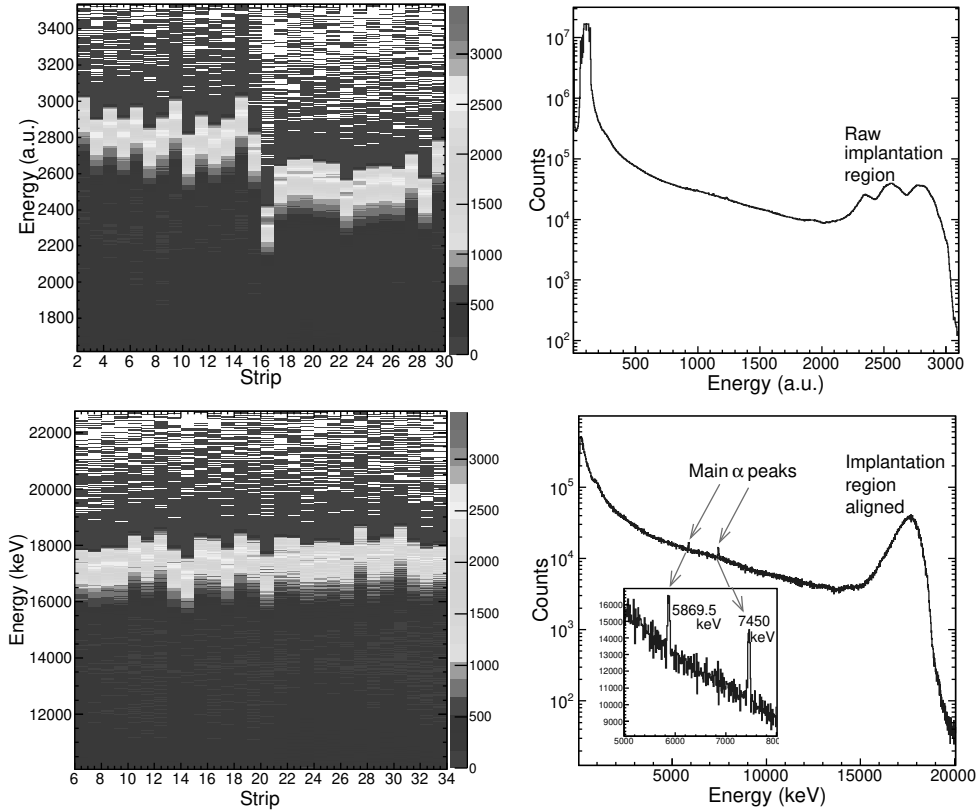 3400
3200
3000
2800
2600
2400
2200
2000
1800
Energy (a.u.)
2 4 6 8 10 12 14 16 18 20 22 24 26 28 30
Strip
3000
2500
2000
1500
1000
500
0
10^7
10^6
10^5
10^4
10^3
10^2
Counts
Raw
implantation
region
500 1000 1500 2000 2500 3000
Energy (a.u.)
22000
20000
18000
16000
14000
12000
Energy (keV)
6 8 10 12 14 16 18 20 22 24 26 28 30 32 34
Strip
3000
2500
2000
1500
1000
500
0
10^5
10^4
10^3
10^2
Counts
Main α peaks
Implantation
region
aligned
5869.5
keV
7450
keV
16000
15000
14000
13000
12000
11000
10000
9000
5000 6000 7000 800
5000 10000 15000 20000
Energy (keV)